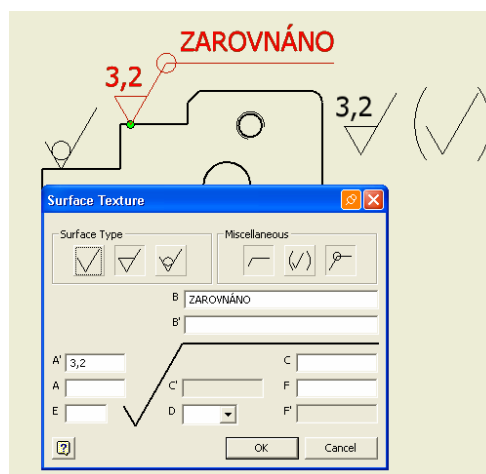 ZAROVNÁNO
3,2
3,2
Surface Texture
Surface Type
Miscellaneous
B ZAROVNÁNO
B'
A' 3,2
C
A
C'
F
E
D
F'
OK
Cancel